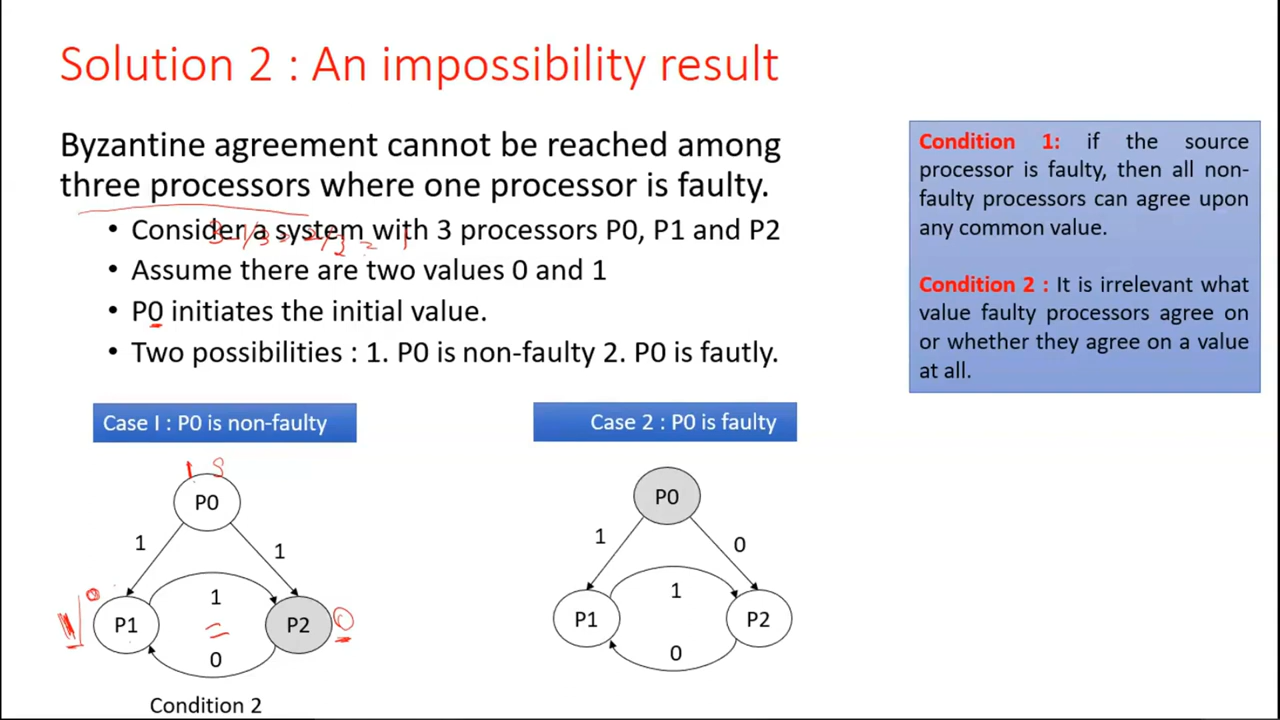 Solution 2 : An impossibility result
Byzantine agreement cannot be reached among
three processors where one processor is faulty.
• Consider a system with 3 processors P0, P1 and P2
• Assume there are two values 0 and 1
• P0 initiates the initial value.
• Two possibilities : 1. P0 is non-faulty 2. P0 is fautly.
Condition 1: if the source
processor is faulty, then all non-
faulty processors can agree upon
any common value.
Condition 2 : It is irrelevant what
value faulty processors agree on
or whether they agree on a value
at all.
Case I : P0 is non-faulty
P0
1
1
P1
1
0
P2
0
Condition 2
Case 2 : P0 is faulty
P0
1
0
P1
1
0
P2